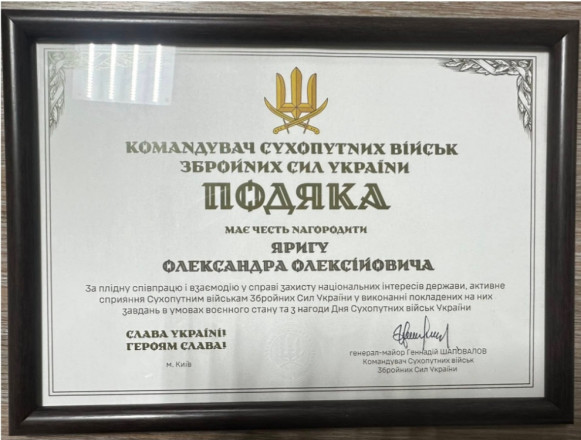 КОМАНДУВАЧ СУХОПУТНИХ ВІЙСЬК
ЗБРОЙНИХ СИЛ УКРАЇНИ
ПОДЯКА
МАЄ ЧЕСТЬ НАГОРОДИТИ
ЯРИГУ
ОЛЕКСАНДРА ОЛЕКСІЙОВИЧА
За плідну співпрацю і взаємодію у справі захисту національних інтересів держави, активне
сприяння Сухопутним військам Збройних Сил України у виконанні покладених на них
завдань в умовах воєнного стану та з нагоди Дня Сухопутних військ України
СЛАВА УКРАЇНІ!
ГЕРОЯМ СЛАВА!
м. Київ
генерал-майор Геннадій ШАПОВАЛОВ
Командувач Сухопутних військ
Збройних Сил України